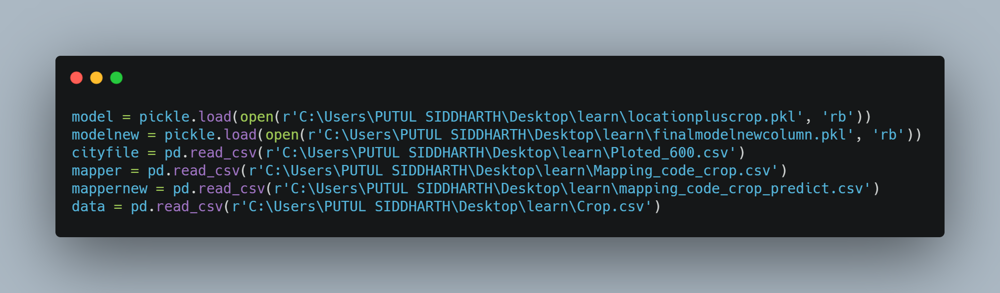 model = pickle.load(open(r'C:\Users\PUTUL SIDDHARTH\Desktop\learn\locationpluscrop.pkl', 'rb'))
modelnew = pickle.load(open(r'C:\Users\PUTUL SIDDHARTH\Desktop\learn\finalmodelnewcolumn.pkl', 'rb'))
cityfile = pd.read_csv(r'C:\Users\PUTUL SIDDHARTH\Desktop\learn\Ploted_600.csv')
mapper = pd.read_csv(r'C:\Users\PUTUL SIDDHARTH\Desktop\learn\Mapping_code_crop.csv')
mappernew = pd.read_csv(r'C:\Users\PUTUL SIDDHARTH\Desktop\learn\mapping_code_crop_predict.csv')
data = pd.read_csv(r'C:\Users\PUTUL SIDDHARTH\Desktop\learn\Crop.csv')